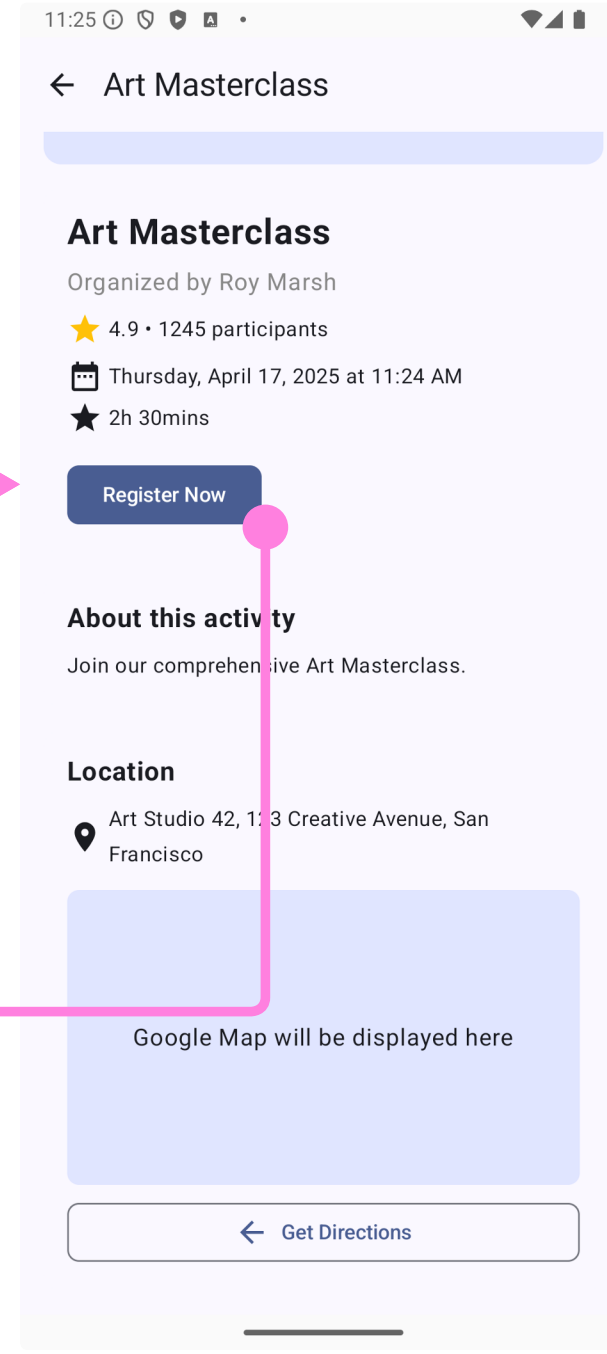 11:25
Art Masterclass
Art Masterclass
Organized by Roy Marsh
4.9 • 1245 participants
Thursday, April 17, 2025 at 11:24 AM
2h 30mins
Register Now
About this activity
Join our comprehensive Art Masterclass.
Location
Art Studio 42, 123 Creative Avenue, San
Francisco
Google Map will be displayed here
Get Directions